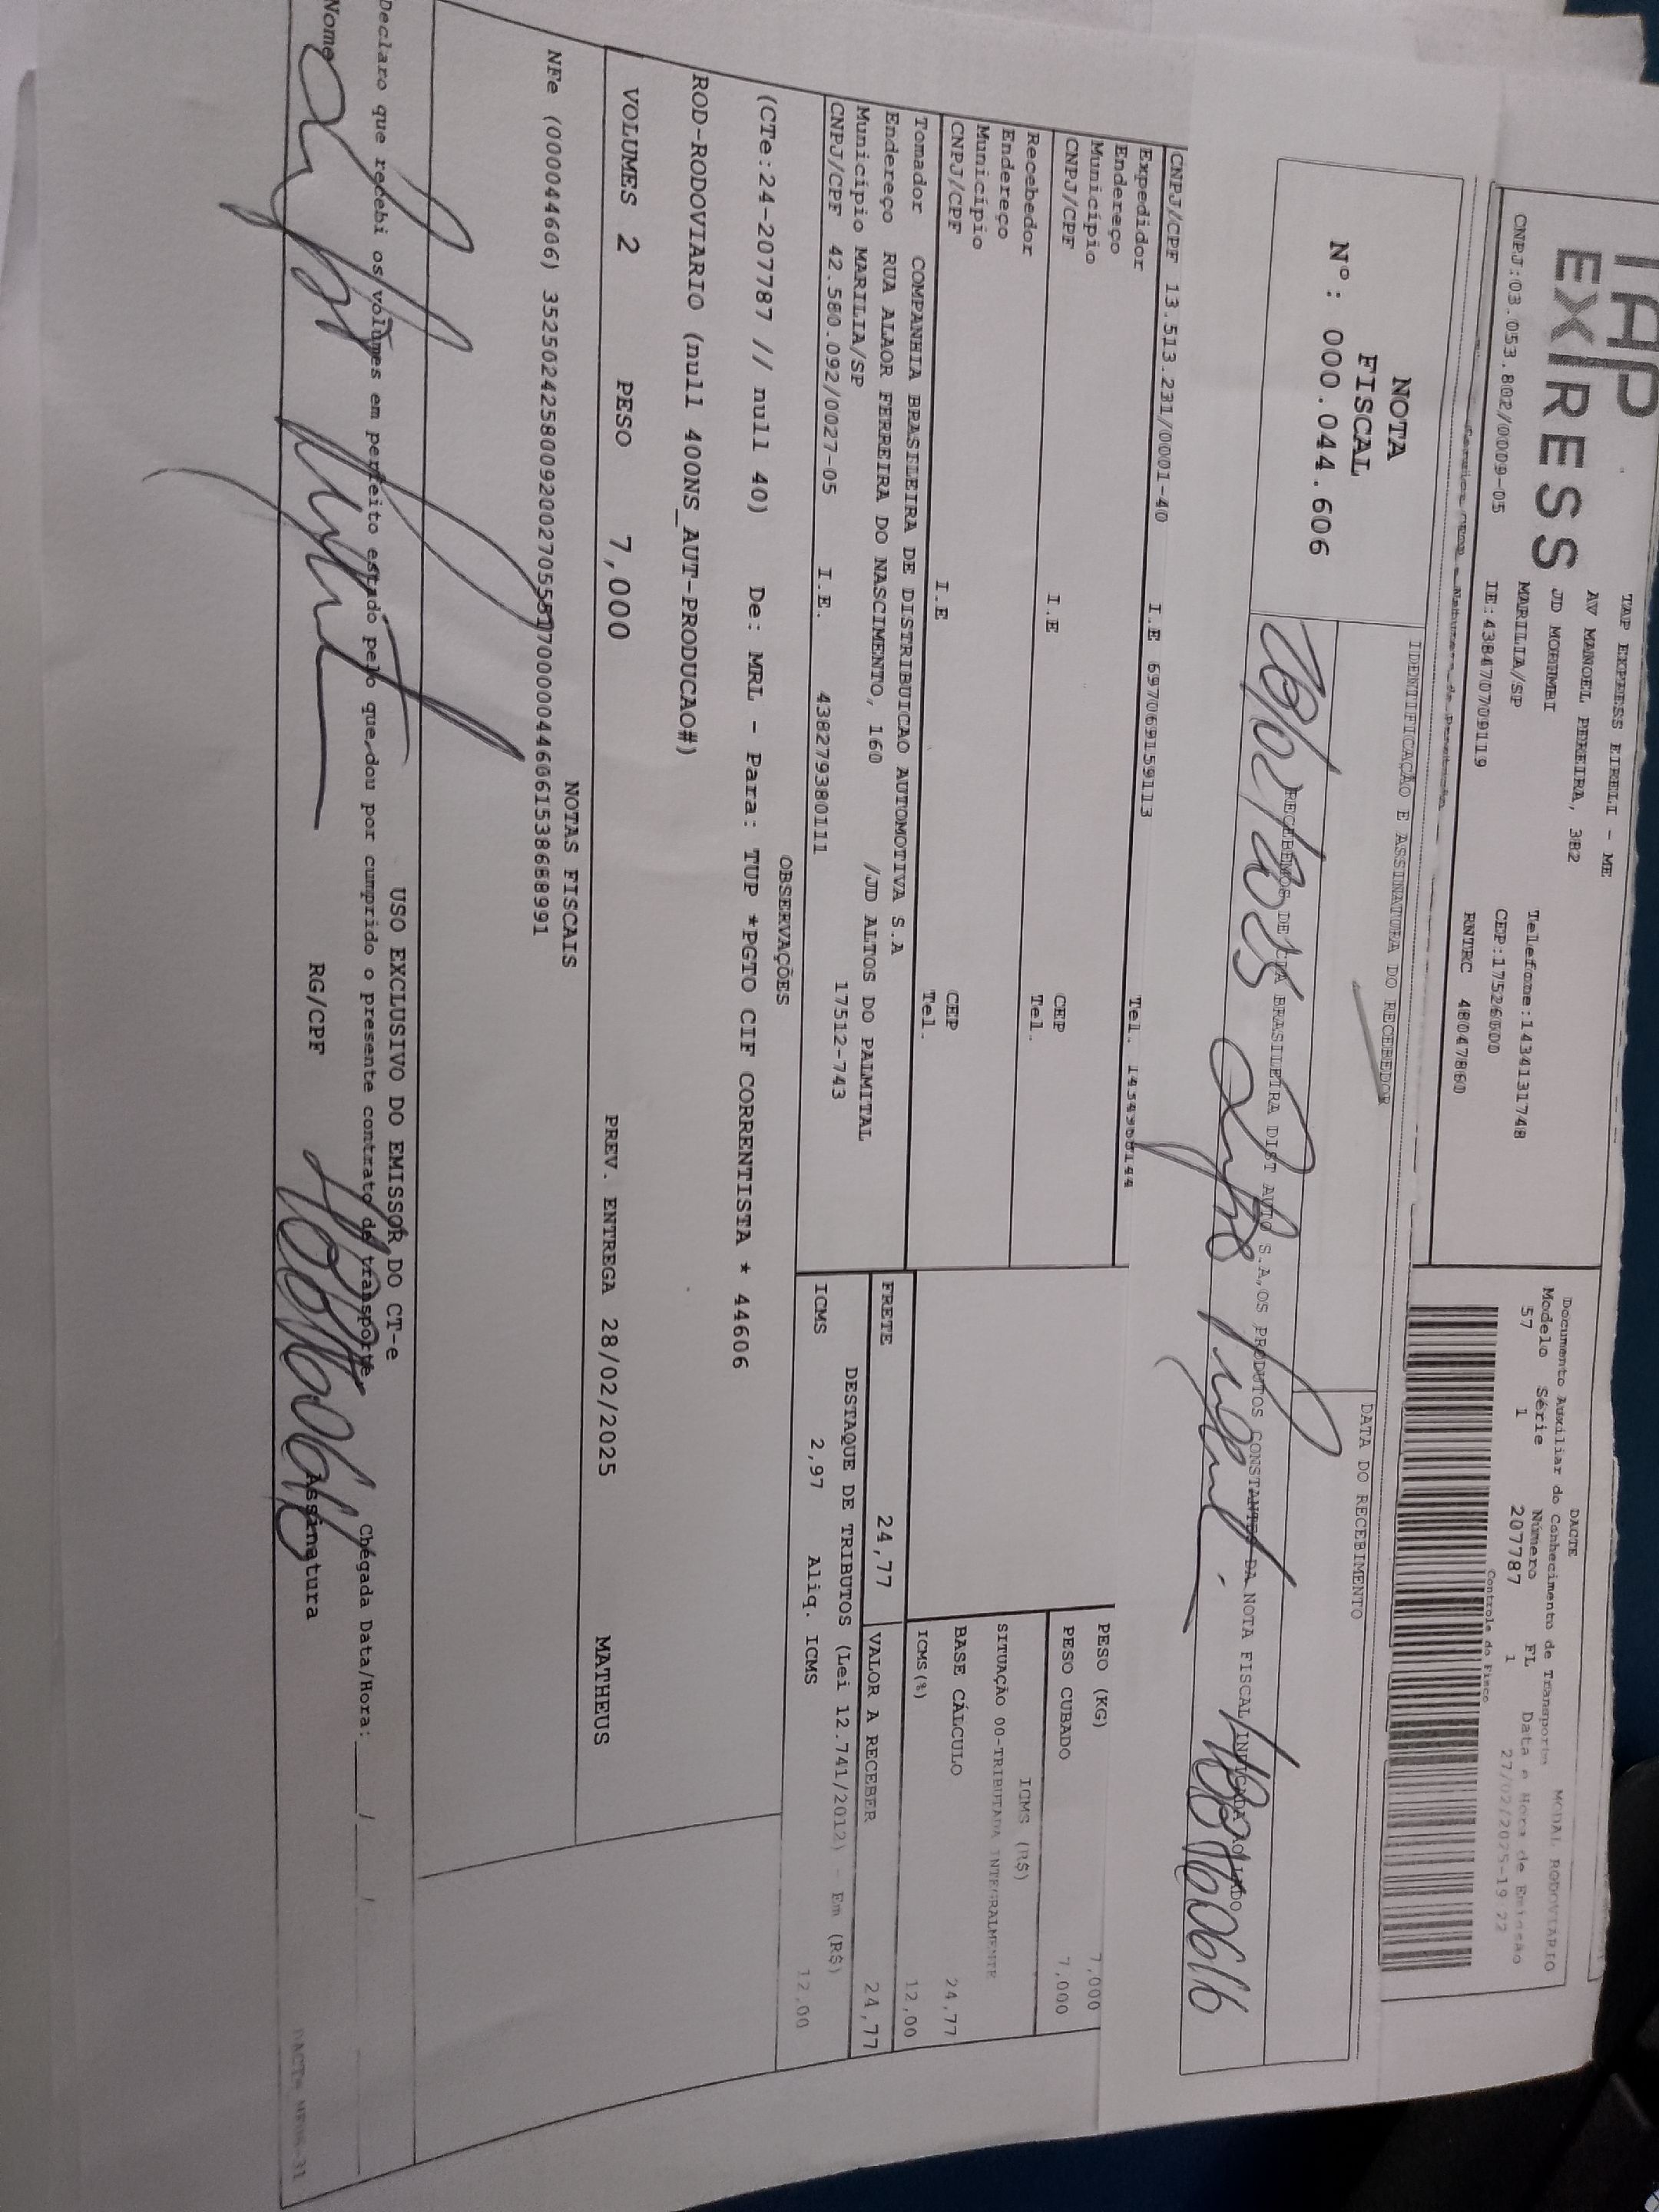 TAP
EXPRESS
TAP EXPRESS EIRELI - ME
AV MANOEL PEREIRA, 382
JD MORUMBI
MARILIA/SP
Telefone:1434131748
CEP:17526000
CNPJ:03.053.802/0009-05 IE:438470709119 RNTRC 48047860
DACTE
Documento Auxiliar do Conhecimento de Transporte MODAL RODOVIARIO
Modelo Série Número FL Data e Hora de Emissão
57 1 207787 1 27/02/2025-19:22
Controle do Fisco
NOTA
FISCAL
Nº: 000.044.606
IDENTIFICAÇÃO E ASSINATURA DO RECEBEDOR
DATA DO RECEBIMENTO
RECEBEMOS DE CIA BRASILEIRA DIST AUTO S.A,OS PRODUTOS CONSTANTES DA NOTA FISCAL INDICADA AO LADO
CNPJ/CPF 13.513.231/0001-40 I.E 697069159113 Tel.
Expedidor
Endereço
Município CEP
CNPJ/CPF I.E Tel.
Recebedor
Endereço
Município CEP
CNPJ/CPF I.E Tel.
Tomador COMPANHIA BRASILEIRA DE DISTRIBUICAO AUTOMOTIVA S.A
Endereço RUA ALAOR FERREIRA DO NASCIMENTO, 160 /JD ALTOS DO PALMITAL
Município MARILIA/SP 17512-743
CNPJ/CPF 42.580.092/0027-05 I.E. 438279380111
PESO (KG) 7,000
PESO CUBADO 7,000
ICMS (R$)
SITUAÇÃO 00-TRIBUTADA INTEGRALMENTE
BASE CÁLCULO 24,77
ICMS(%) 12,00
FRETE 24,77 VALOR A RECEBER 24,77
DESTAQUE DE TRIBUTOS (Lei 12.741/2012) - Em (R$)
ICMS 2,97 Aliq. ICMS 12,00
OBSERVAÇÕES
(CTe:24-207787 // null 40) De: MRL - Para: TUP *PGTO CIF CORRENTISTA * 44606
ROD-RODOVIARIO (null 400NS_AUT-PRODUCAO#)
VOLUMES 2 PESO 7,000 PREV. ENTREGA 28/02/2025 MATHEUS
NOTAS FISCAIS
NFe (00044606)
USO EXCLUSIVO DO EMISSOR DO CT-e
Declaro que recebi os volumes em perfeito estado pelo que dou por cumprido o presente contrato de transporte Chegada Data/Hora: ____/____/____
Nome RG/CPF Assinatura